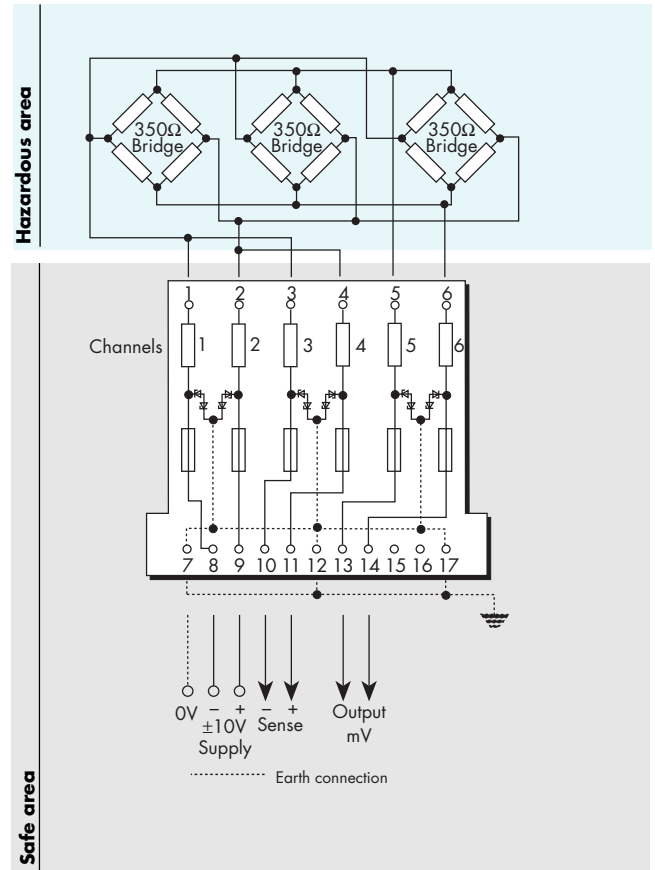 Hazardous area
350Ω
Bridge
350Ω
Bridge
350Ω
Bridge
1 2 3 4 5 6
Channels
1 2 3 4 5 6
7 8 9 10 11 12 13 14 15 16 17
0V – + – +
±10V
Supply
Sense
Output
mV
Earth connection
Safe area